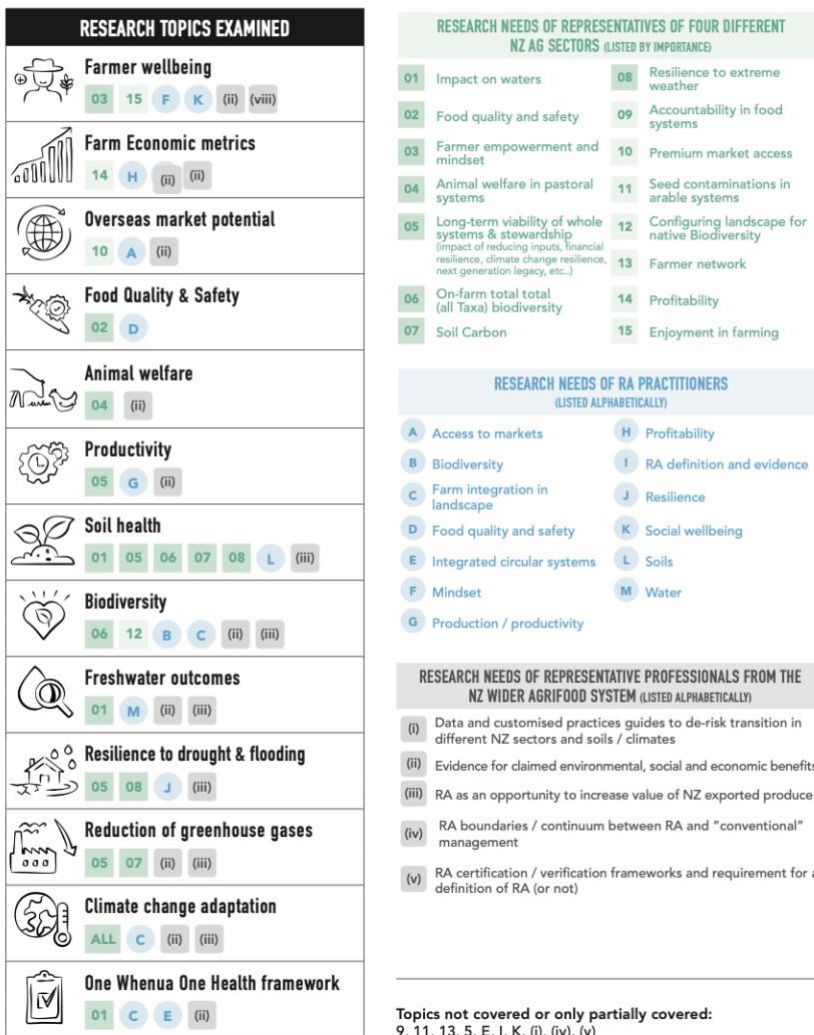 RESEARCH TOPICS EXAMINED
Farmer wellbeing
03 15 F K (ii) (viii)
Farm Economic metrics
14 H (ii) (ii)
Overseas market potential
10 A (ii)
Food Quality & Safety
02 D
Animal welfare
04 (ii)
Productivity
05 G (ii)
Soil health
01 05 06 07 08 L (iii)
Biodiversity
06 12 B C (ii) (iii)
Freshwater outcomes
01 M (ii) (iii)
Resilience to drought & flooding
05 08 J (iii)
Reduction of greenhouse gases
05 07 (ii) (iii)
Climate change adaptation
ALL C (ii) (iii)
One Whenua One Health framework
01 C E (ii)
RESEARCH NEEDS OF REPRESENTATIVES OF FOUR DIFFERENT
NZ AG SECTORS (LISTED BY IMPORTANCE)
01 Impact on waters
02 Food quality and safety
03 Farmer empowerment and
mindset
04 Animal welfare in pastoral
systems
05 Long-term viability of whole
systems & stewardship
(impact of reducing inputs, financial
resilience, climate change resilience,
next generation legacy, etc..)
06 On-farm total total
(all Taxa) biodiversity
07 Soil Carbon
08 Resilience to extreme
weather
09 Accountability in food
systems
10 Premium market access
11 Seed contaminations in
arable systems
12 Configuring landscape for
native Biodiversity
13 Farmer network
14 Profitability
15 Enjoyment in farming
RESEARCH NEEDS OF RA PRACTITIONERS
(LISTED ALPHABETICALLY)
A Access to markets
B Biodiversity
C Farm integration in
landscape
D Food quality and safety
E Integrated circular systems
F Mindset
G Production / productivity
H Profitability
I RA definition and evidence
J Resilience
K Social wellbeing
L Soils
M Water
RESEARCH NEEDS OF REPRESENTATIVE PROFESSIONALS FROM THE
NZ WIDER AGRIFOOD SYSTEM (LISTED ALPHABETICALLY)
(i) Data and customised practices guides to de-risk transition in
different NZ sectors and soils / climates
(ii) Evidence for claimed environmental, social and economic benefits
(iii) RA as an opportunity to increase value of NZ exported produce
(iv) RA boundaries / continuum between RA and "conventional"
management
(v) RA certification / verification frameworks and requirement for a
definition of RA (or not)
Topics not covered or only partially covered:
9, 11, 13, 5, E, I, K, (i), (iv), (v)